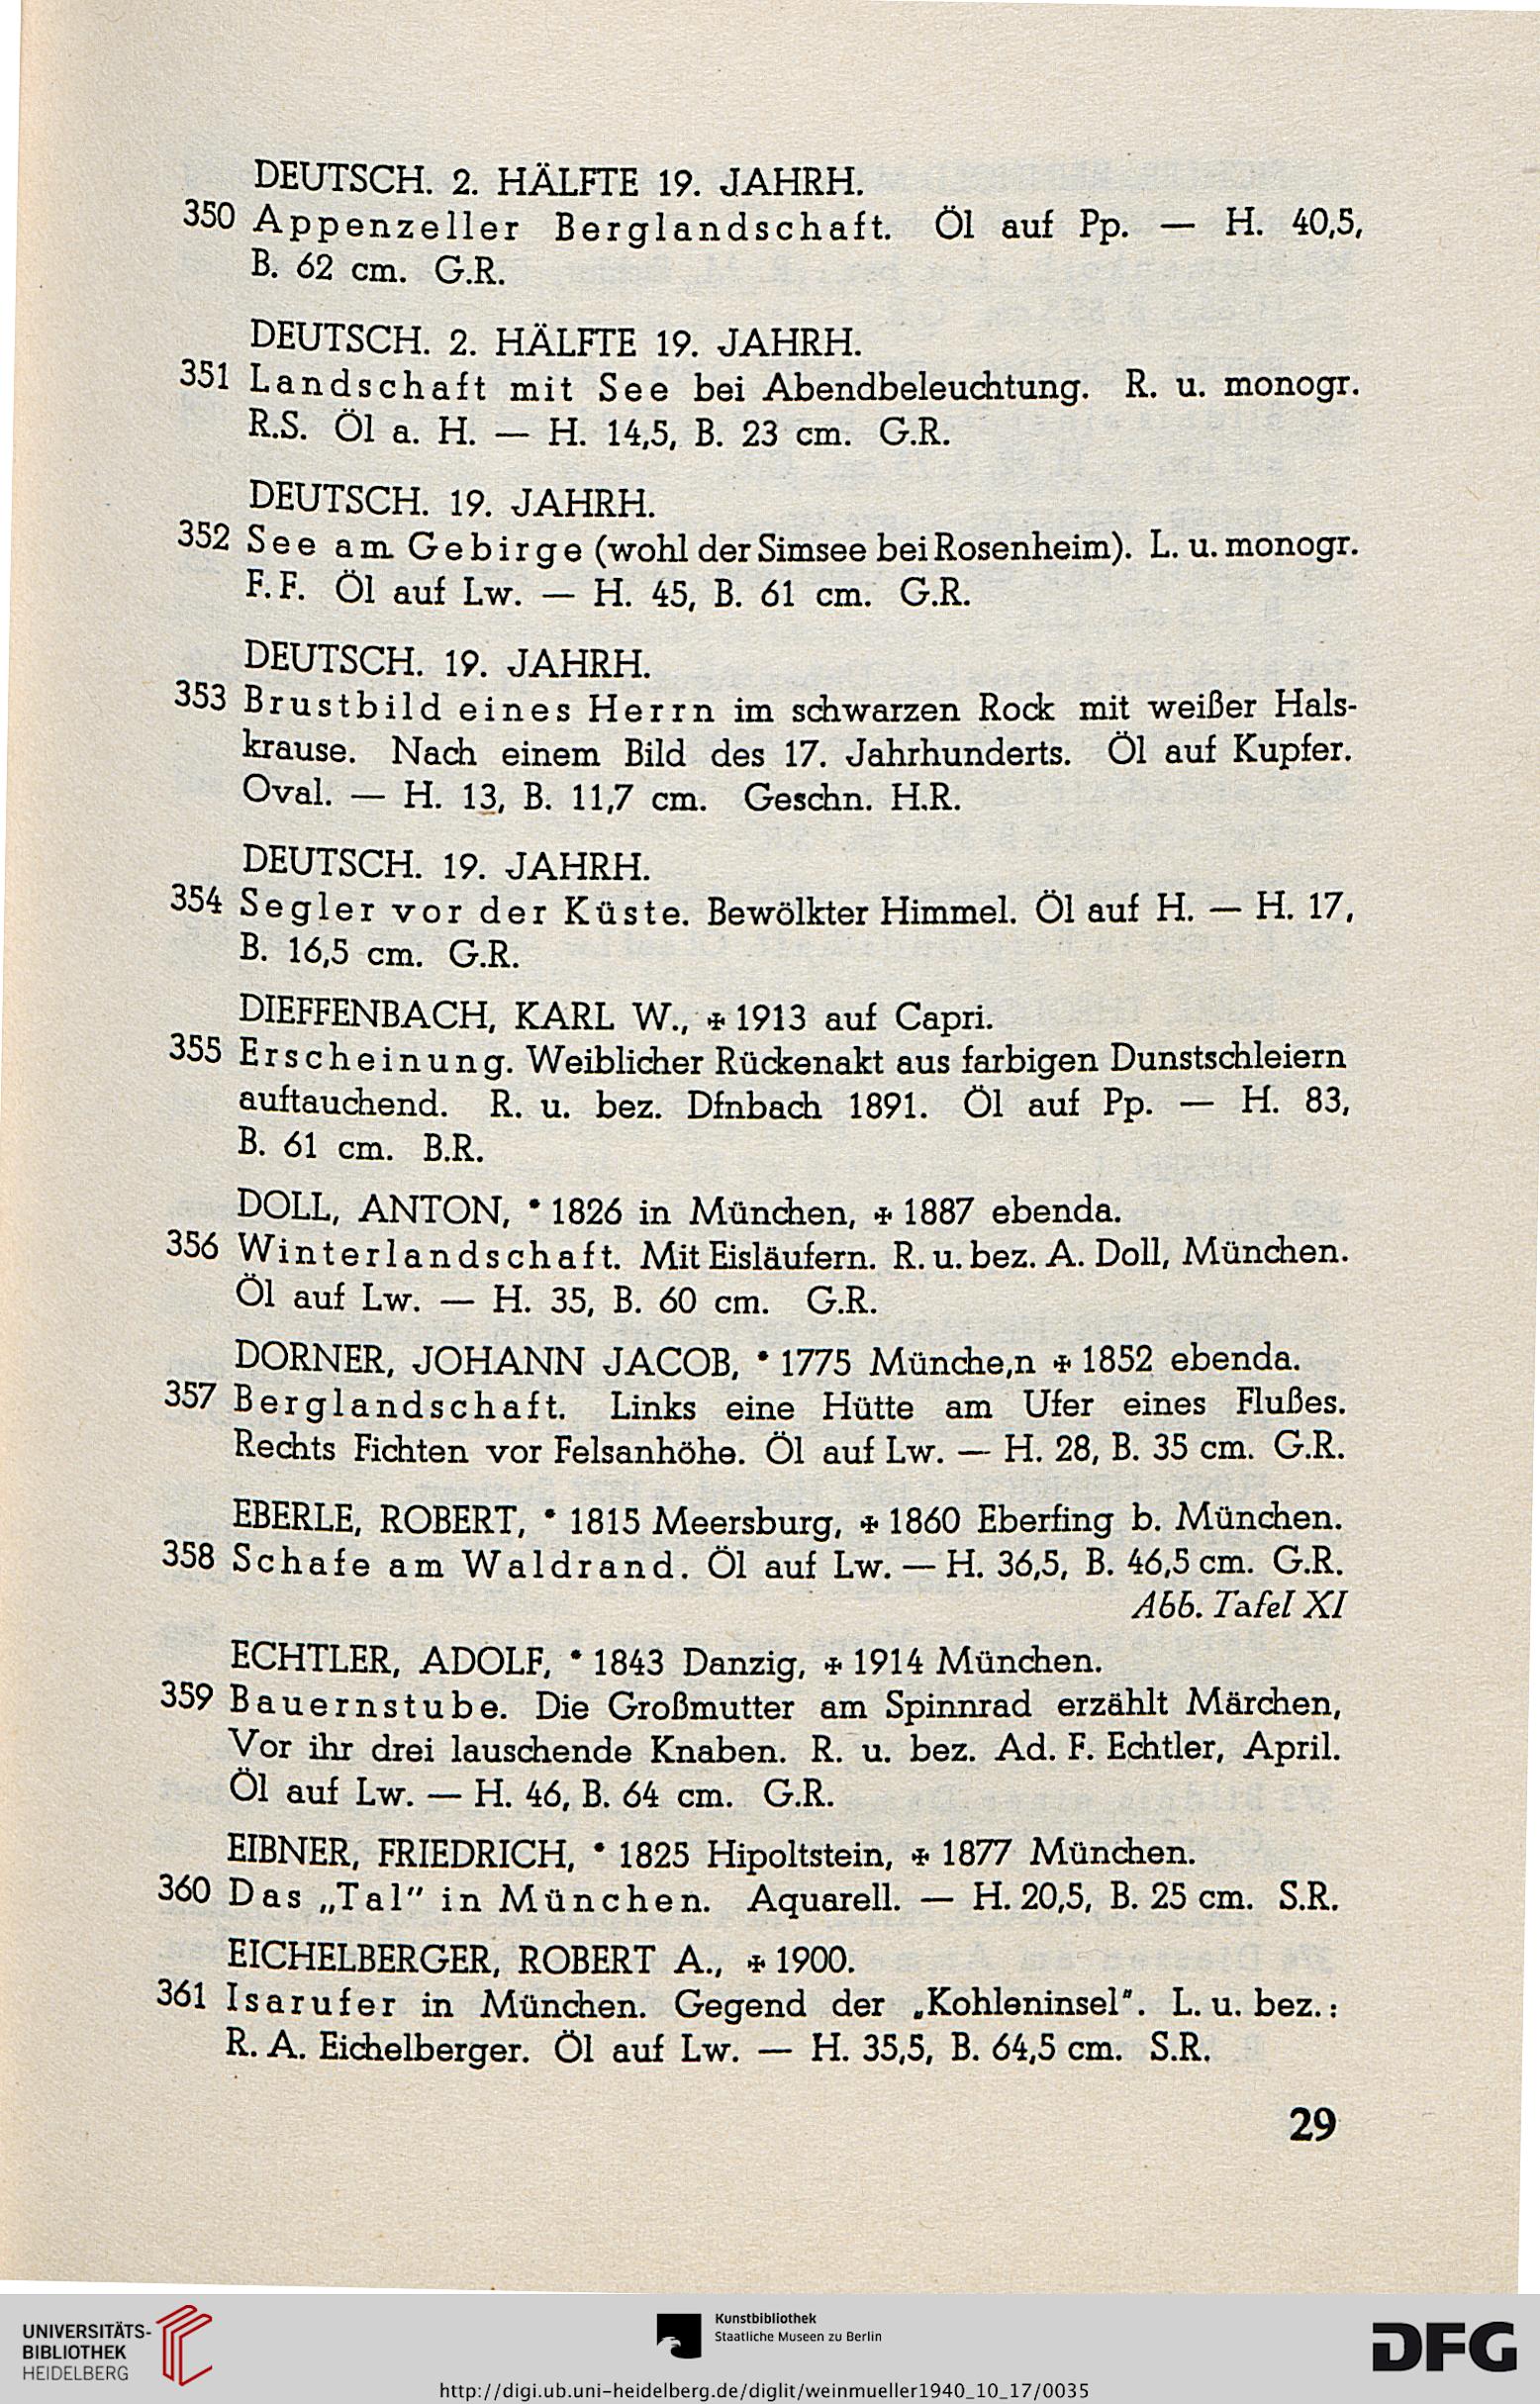 DEUTSCH. 2. HÄLFTE 19. JAHRH.
350 Appenzeller Berglandschaft. Öl auf Pp. — H. 40,5,
B. 62 cm. G.R.
DEUTSCH. 2. HÄLFTE 19. JAHRH.
351 Landschaft mit See bei Abendbeleuchtung. R. u. monogr.
R.S. Öl a. H. — H. 14,5, B. 23 cm. G.R.
DEUTSCH. 19. JAHRH.
352 See am Gebirge (wohl der Simsee bei Rosenheim). L. u. monogr.
F. F. Öl auf Lw. — H. 45, B. 61 cm. G.R.
DEUTSCH. 19. JAHRH.
353 Brustbild eines Herrn im schwarzen Rock mit weißer Hals-
krause. Nach einem Bild des 17. Jahrhunderts. Öl auf Kupfer.
Oval. — H. 13, B. 11,7 cm. Geschn. H.R.
DEUTSCH. 19. JAHRH.
354 Segler vor der Küste. Bewölkter Himmel. Öl auf H. — H. 17,
B. 16,5 cm. G.R.
DIEFFENBACH, KARL W., ✠ 1913 auf Capri.
355 Erscheinung. Weiblicher Rückenakt aus farbigen Dunstschleiern
auftauchend. R. u. bez. Dfnbach 1891. Öl auf Pp. — H. 83,
B. 61 cm. B.R.
DOLL, ANTON, * 1826 in München, ✠ 1887 ebenda.
356 Winterlandschaft. Mit Eisläufern. R. u. bez. A. Doll, München.
Öl auf Lw. — H. 35, B. 60 cm. G.R.
DORNER, JOHANN JACOB, * 1775 Münche,n ✠ 1852 ebenda.
357 Berglandschaft. Links eine Hütte am Ufer eines Flußes.
Rechts Fichten vor Felsanhöhe. Öl auf Lw. — H. 28, B. 35 cm. G.R.
EBERLE, ROBERT, * 1815 Meersburg, ✠ 1860 Eberfing b. München.
358 Schafe am Waldrand. Öl auf Lw. — H. 36,5, B. 46,5 cm. G.R.
Abb. Tafel XI
ECHTLER, ADOLF, * 1843 Danzig, ✠ 1914 München.
359 Bauernstube. Die Großmutter am Spinnrad erzählt Märchen,
Vor ihr drei lauschende Knaben. R. u. bez. Ad. F. Echtler, April.
Öl auf Lw. — H. 46, B. 64 cm. G.R.
EIBNER, FRIEDRICH, * 1825 Hipoltstein, ✠ 1877 München.
360 Das „Tal" in München. Aquarell. — H. 20,5, B. 25 cm. S.R.
EICHELBERGER, ROBERT A., ✠ 1900.
361 Isarufer in München. Gegend der „Kohleninsel". L. u. bez.:
R. A. Eichelberger. Öl auf Lw. — H. 35,5, B. 64,5 cm. S.R.
29
UNIVERSITÄTS-
BIBLIOTHEK
HEIDELBERG
Kunstbibliothek
Staatliche Museen zu Berlin
DFG
http://digi.ub.uni-heidelberg.de/diglit/weinmueller1940_10_17/0035